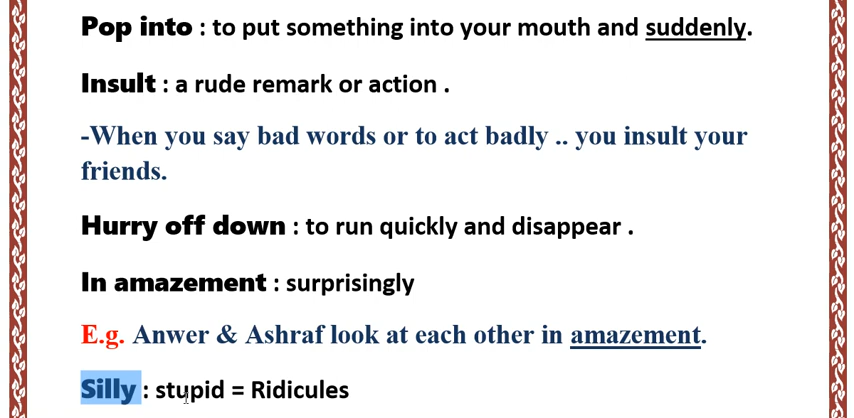 Pop into : to put something into your mouth and suddenly.
Insult : a rude remark or action .
-When you say bad words or to act badly .. you insult your
friends.
Hurry off down : to run quickly and disappear .
In amazement : surprisingly
E.g. Anwer & Ashraf look at each other in amazement.
Silly : stupid = Ridicules